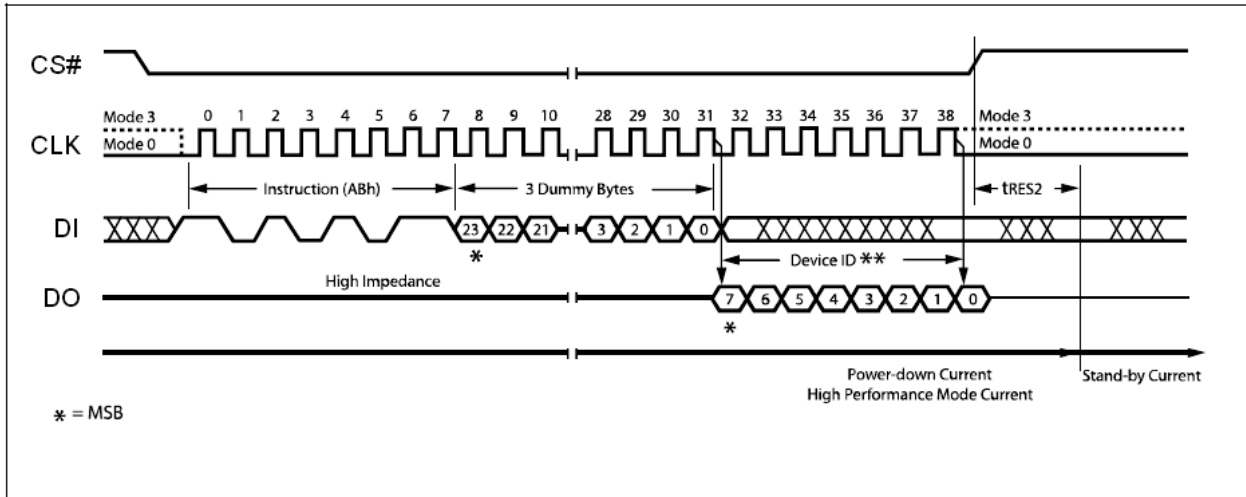 CS#
Mode 3 0 1 2 3 4 5 6 7 8 9 10 28 29 30 31 32 33 34 35 36 37 38 Mode 3
CLK Mode 0 Mode 0
Instruction (ABh) 3 Dummy Bytes tRES2
DI 23 22 21 3 2 1 0
* Device ID **
High Impedance
DO 7 6 5 4 3 2 1 0
*
Power-down Current Stand-by Current
High Performance Mode Current
* = MSB